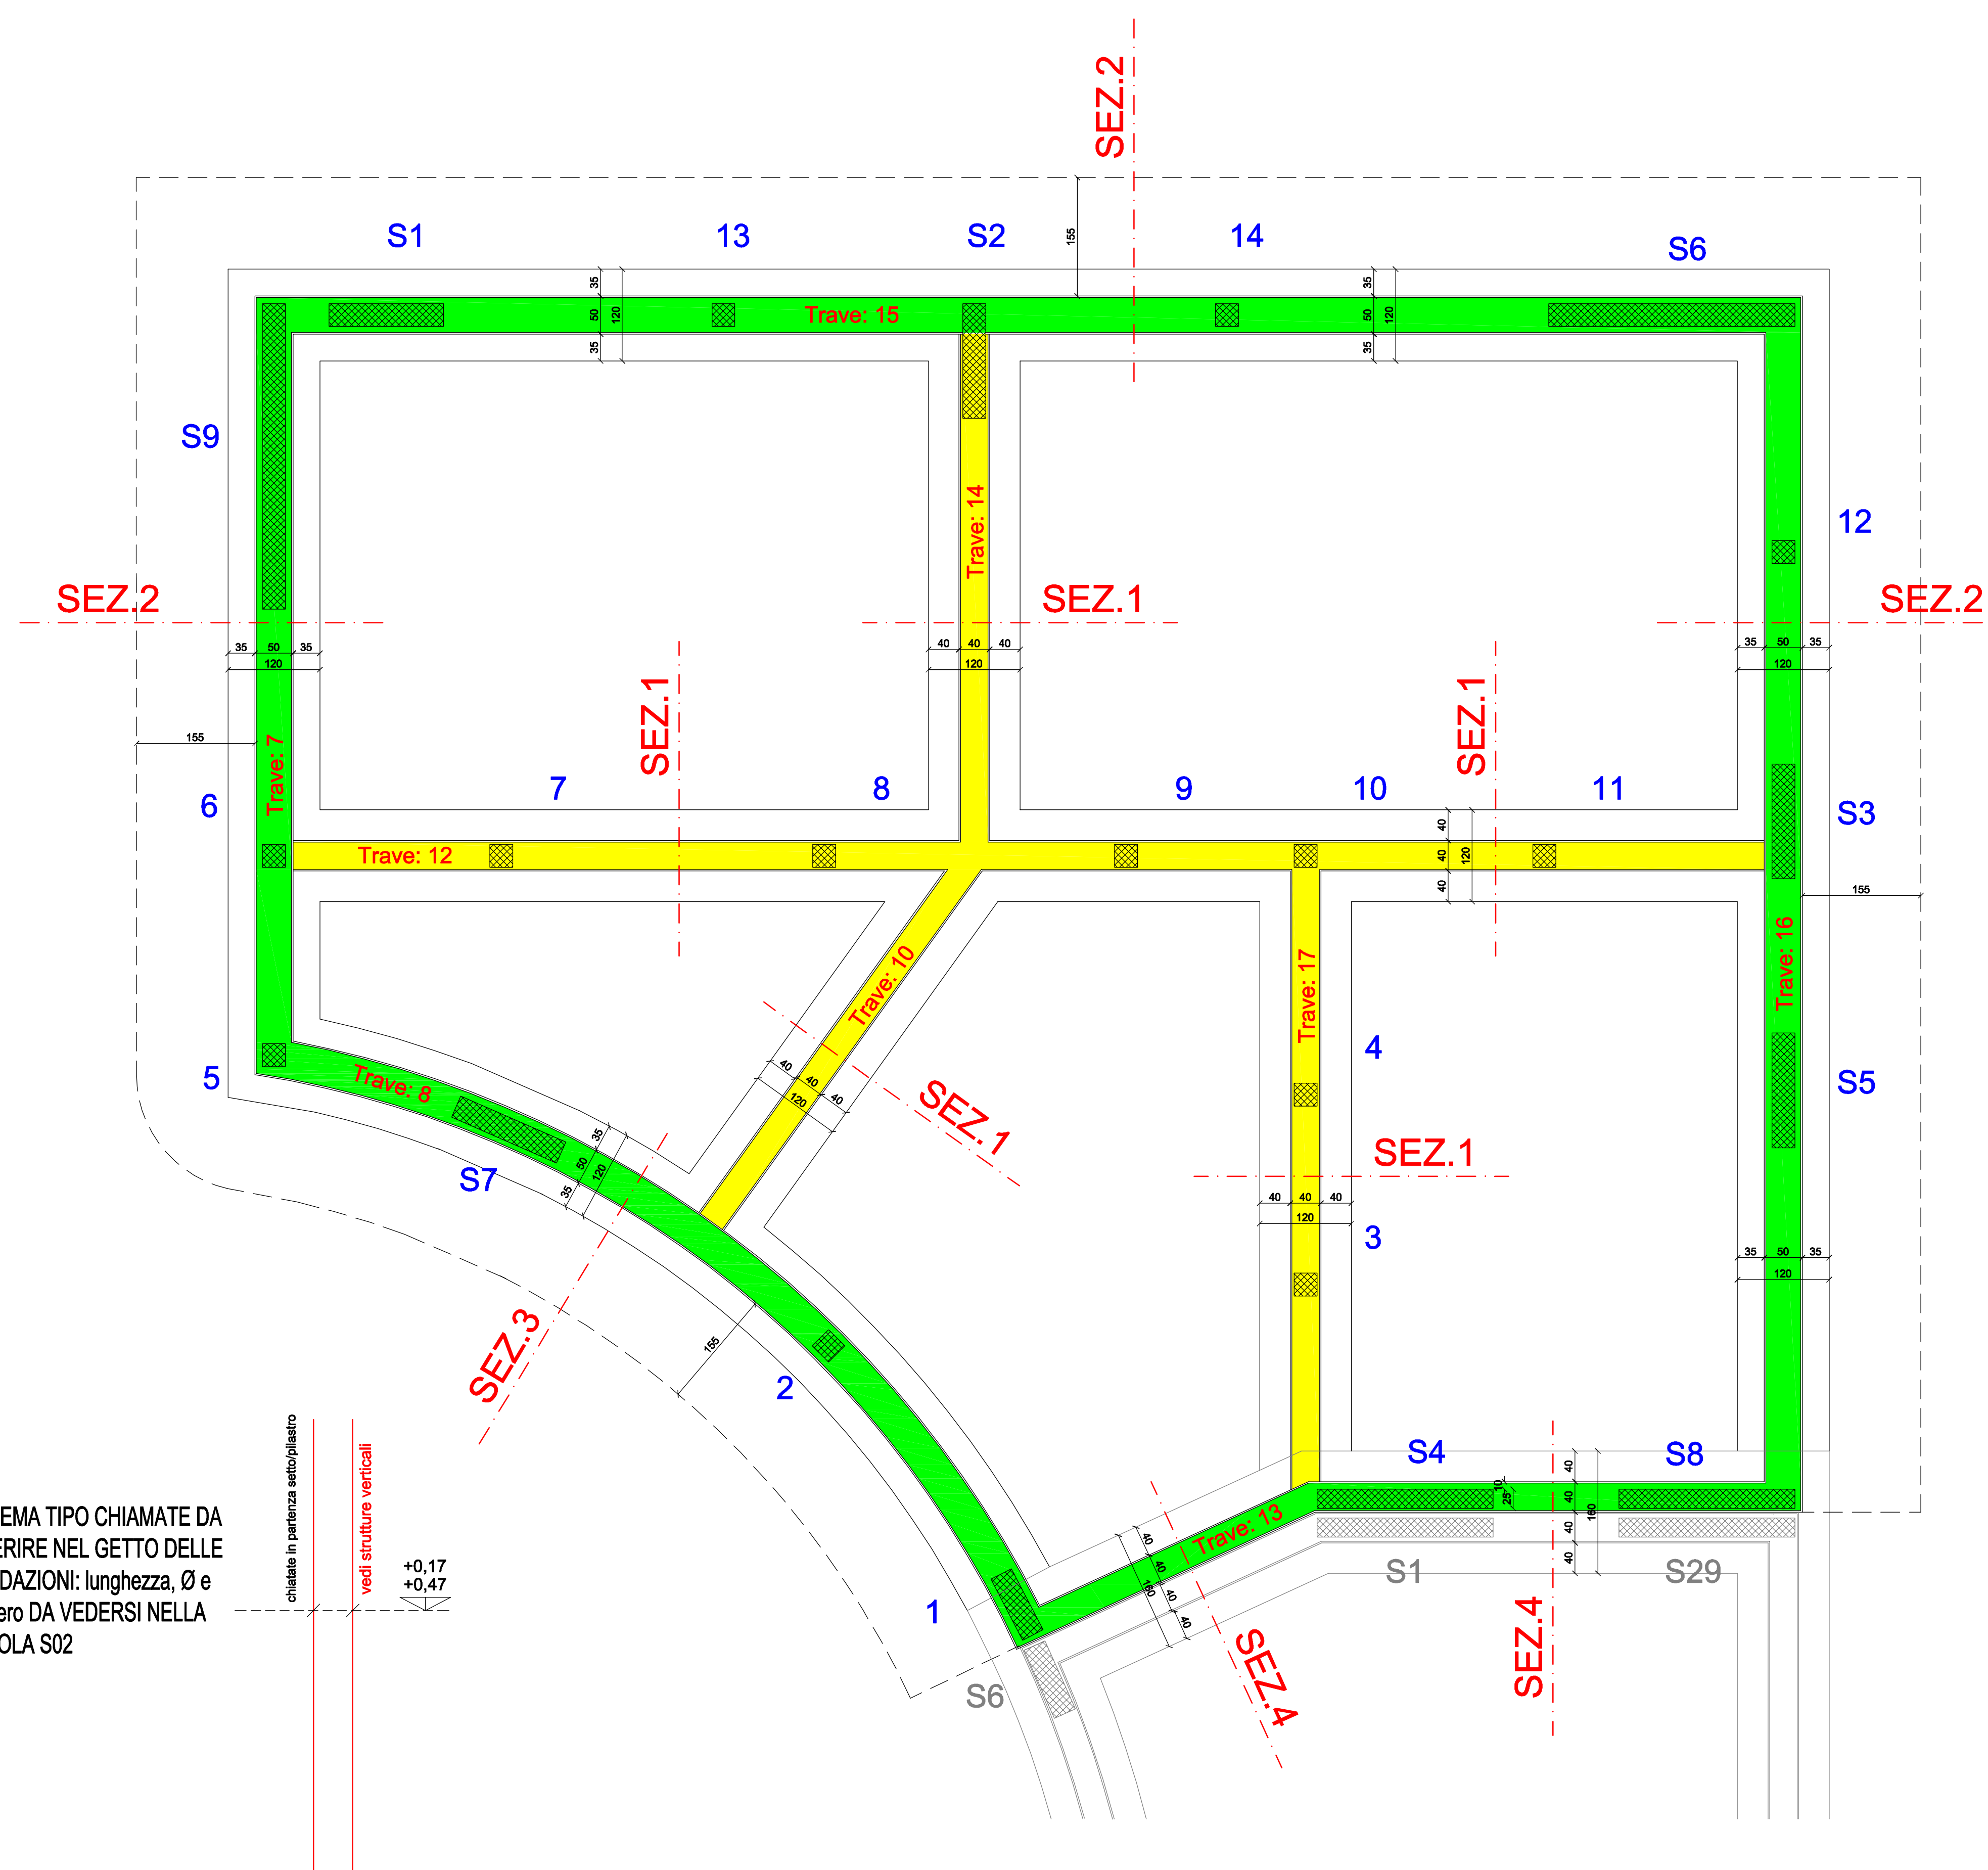 SEZ.2
S1
13
S2
14
S6
155
35
50
35
120
35
50
35
120
Trave: 15
S9
Trave: 14
12
SEZ.2
SEZ.1
SEZ.2
35
50
35
120
40
40
40
120
35
50
35
120
SEZ.1
SEZ.1
155
Trave: 7
6
7
8
9
10
11
S3
40
40
40
120
Trave: 12
155
Trave: 10
Trave: 17
Trave: 16
4
5
Trave: 8
S5
40
40
40
120
SEZ.1
35
50
35
120
S7
SEZ.1
40
40
40
120
3
35
50
35
120
SEZ.3
155
2
S4
S8
10
25
40
40
40
40
160
Trave: 13
40
40
40
40
160
S1
S29
1
S6
SEZ.4
SEZ.4
chiatate in partenza setto/pilastro
vedi strutture verticali
+0,17
+0,47
EMA TIPO CHIAMATE DA
ERIRE NEL GETTO DELLE
DAZIONI: lunghezza, Ø e
ero DA VEDERSI NELLA
OLA S02